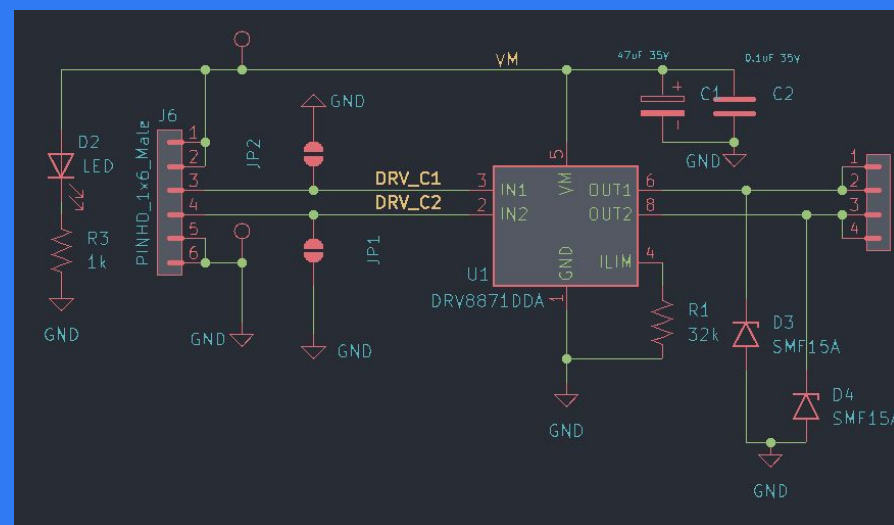 VM
47uF 35V
0.1uF 35V
C1
C2
GND
J6
PINHD_1x6_Male
1
2
3
4
5
6
D2
LED
R3
1k
GND
JP2
GND
DRV_C1
DRV_C2
JP1
GND
GND
3 IN1
2 IN2
5
VM
OUT1 6
OUT2 8
ILIM 4
GND
1
U1
DRV8871DDA
R1
32k
GND
1
2
3
4
D3
SMF15A
D4
SMF15A
GND